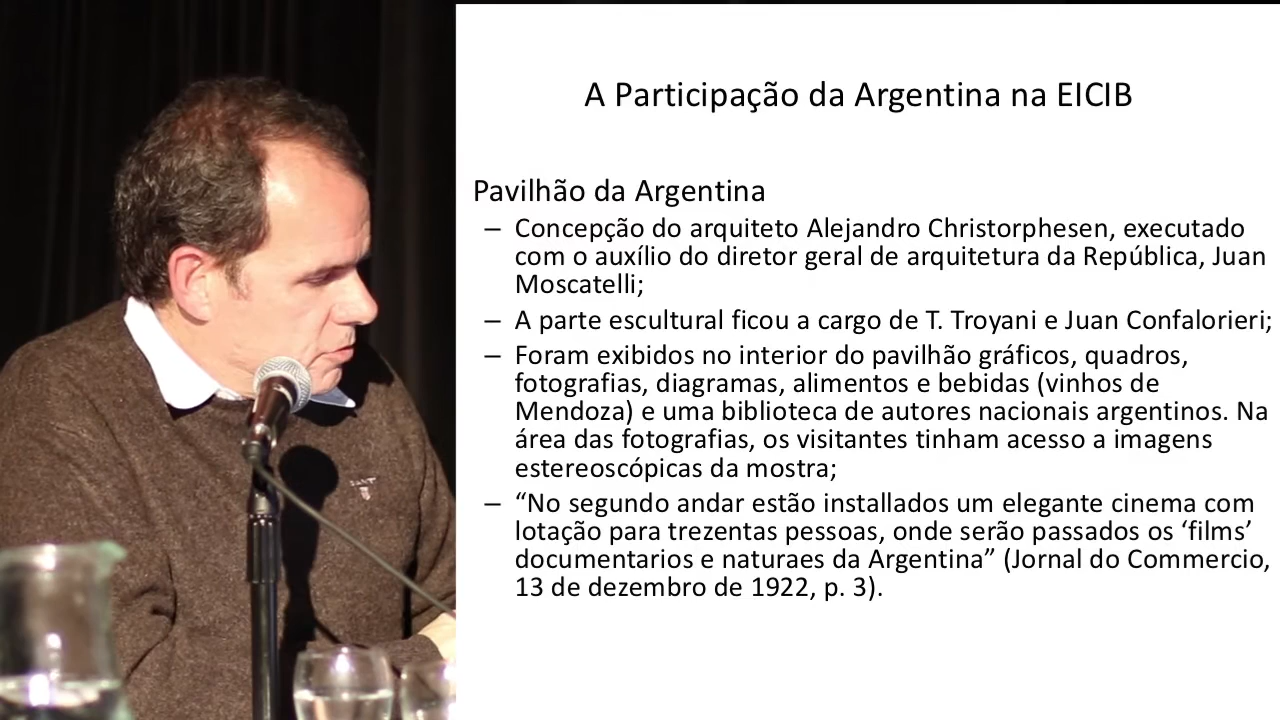 A Participação da Argentina na EICIB
Pavilhão da Argentina
– Concepção do arquiteto Alejandro Christorphesen, executado
com o auxílio do diretor geral de arquitetura da República, Juan
Moscatelli;
– A parte escultural ficou a cargo de T. Troyani e Juan Confalorieri;
– Foram exibidos no interior do pavilhão gráficos, quadros,
fotografias, diagramas, alimentos e bebidas (vinhos de
Mendoza) e uma biblioteca de autores nacionais argentinos. Na
área das fotografias, os visitantes tinham acesso a imagens
estereoscópicas da mostra;
– “No segundo andar estão installados um elegante cinema com
lotação para trezentas pessoas, onde serão passados os ‘films’
documentarios e naturaes da Argentina” (Jornal do Commercio,
13 de dezembro de 1922, p. 3).